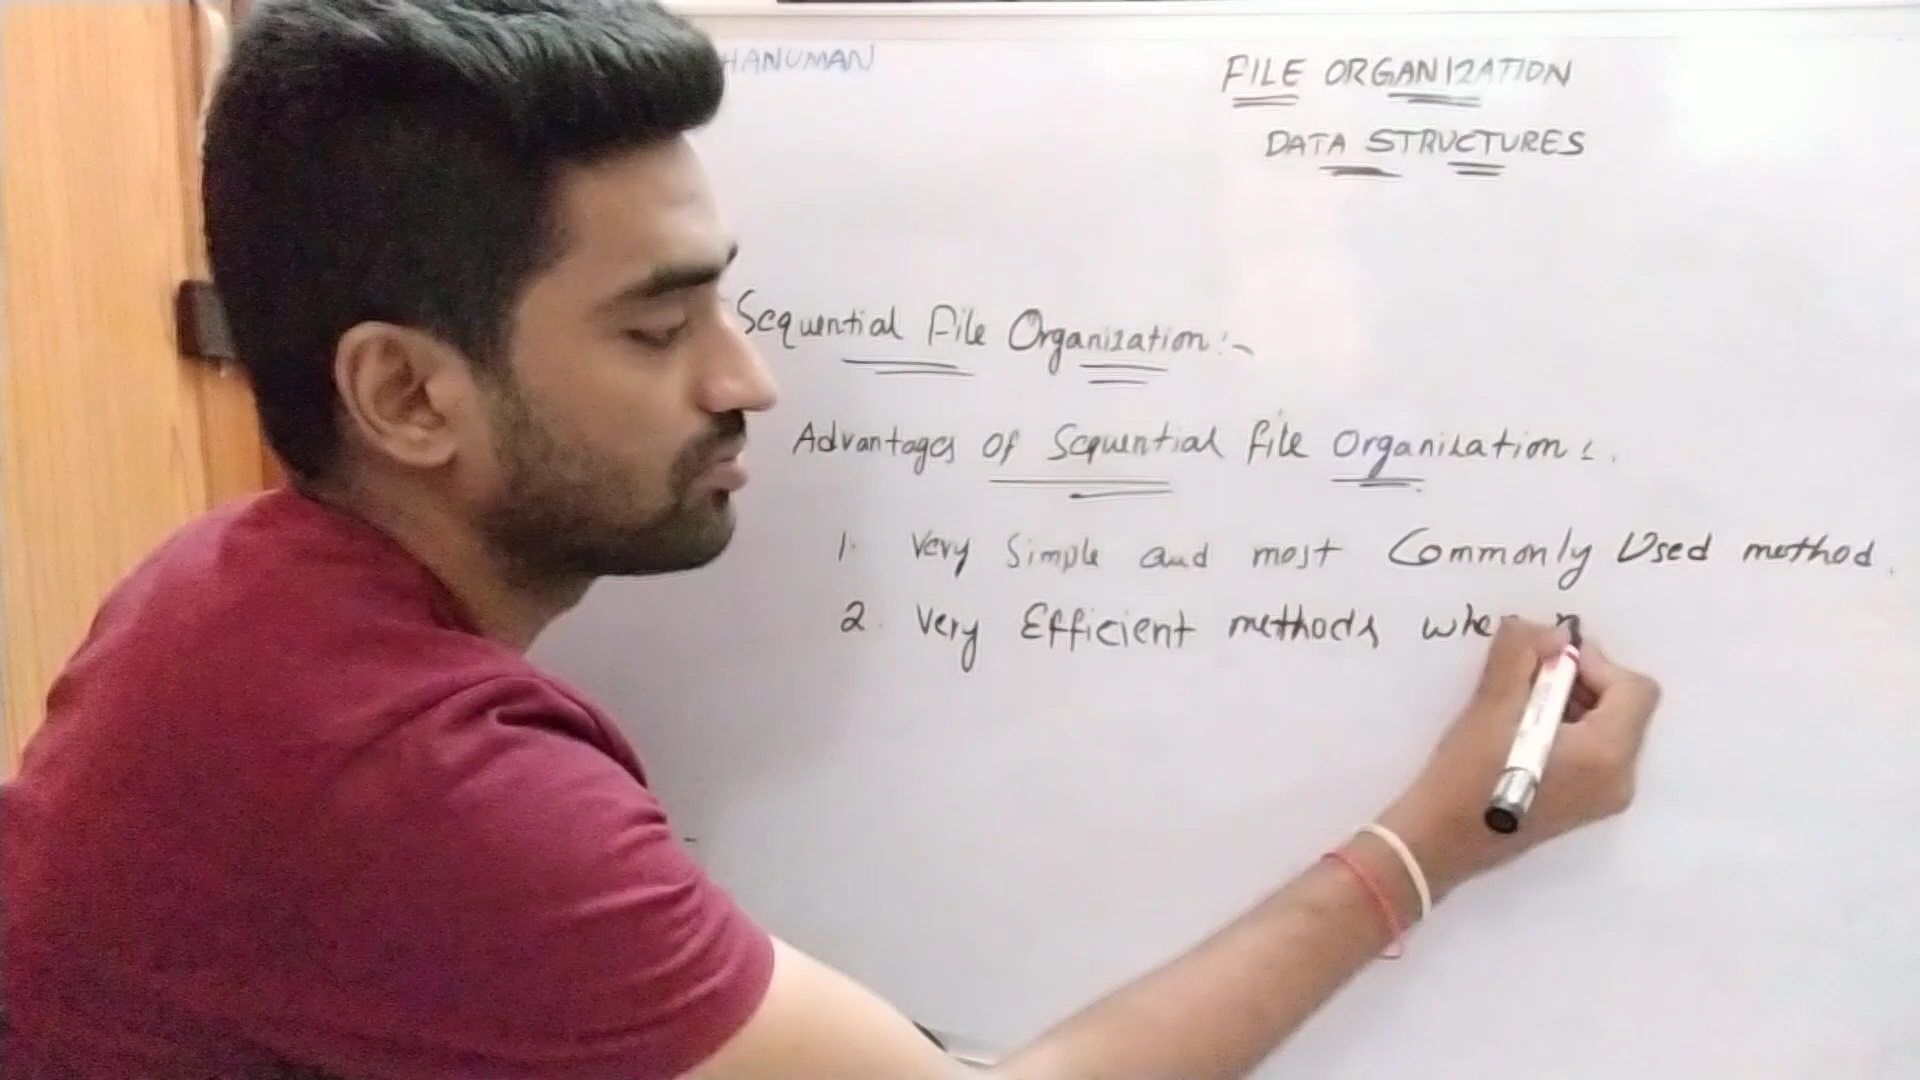 HANUMAN
FILE ORGANIZATION
DATA STRUCTURES
Sequential File Organization :-
Advantages of Sequential file Organization :.
1. Very Simple and most Commonly Used method.
2. Very Efficient methods when